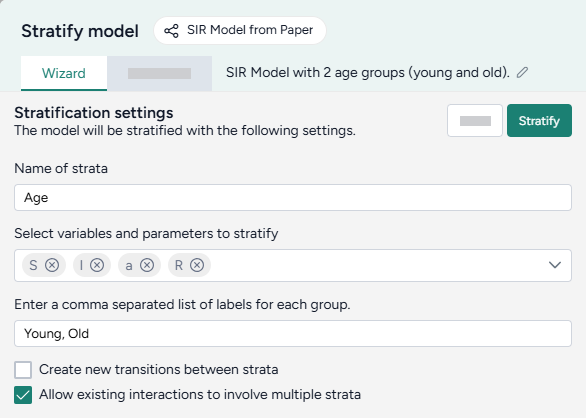 Stratify model
SIR Model from Paper
Wizard
SIR Model with 2 age groups (young and old).
Stratification settings
The model will be stratified with the following settings.
Stratify
Name of strata
Age
Select variables and parameters to stratify
S I a R
Enter a comma separated list of labels for each group.
Young, Old
Create new transitions between strata
Allow existing interactions to involve multiple strata